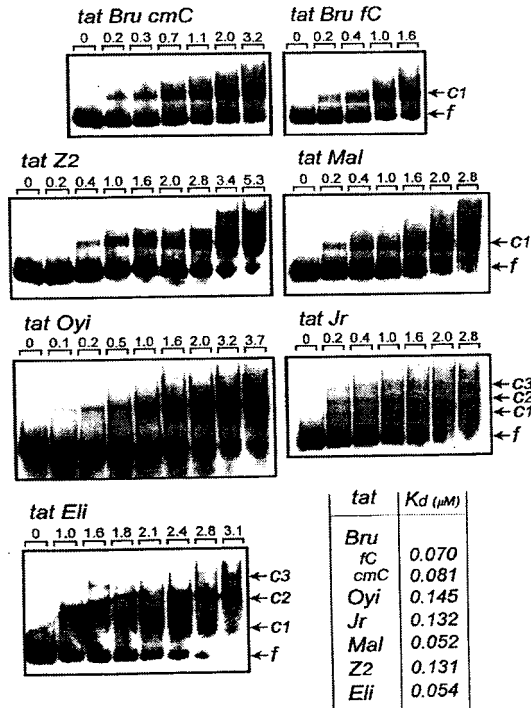 tat Bru cmC
0 0.2 0.3 0.7 1.1 2.0 3.2
c1
f
tat Bru fC
0 0.2 0.4 1.0 1.6
tat Z2
0 0.2 0.4 1.0 1.6 2.0 2.8 3.4 5.3
tat Mal
0 0.2 0.4 1.0 1.6 2.0 2.8
c1
f
tat Oyi
0 0.1 0.2 0.5 1.0 1.6 2.0 3.2 3.7
tat Jr
0 0.2 0.4 1.0 1.6 2.0 2.8
c3
c2
c1
f
tat Eli
0 1.0 1.6 1.8 2.1 2.4 2.8 3.1
c3
c2
c1
f
tat Kd (μM)
Bru
fC 0.070
cmC 0.081
Oyi 0.145
Jr 0.132
Mal 0.052
Z2 0.131
Eli 0.054